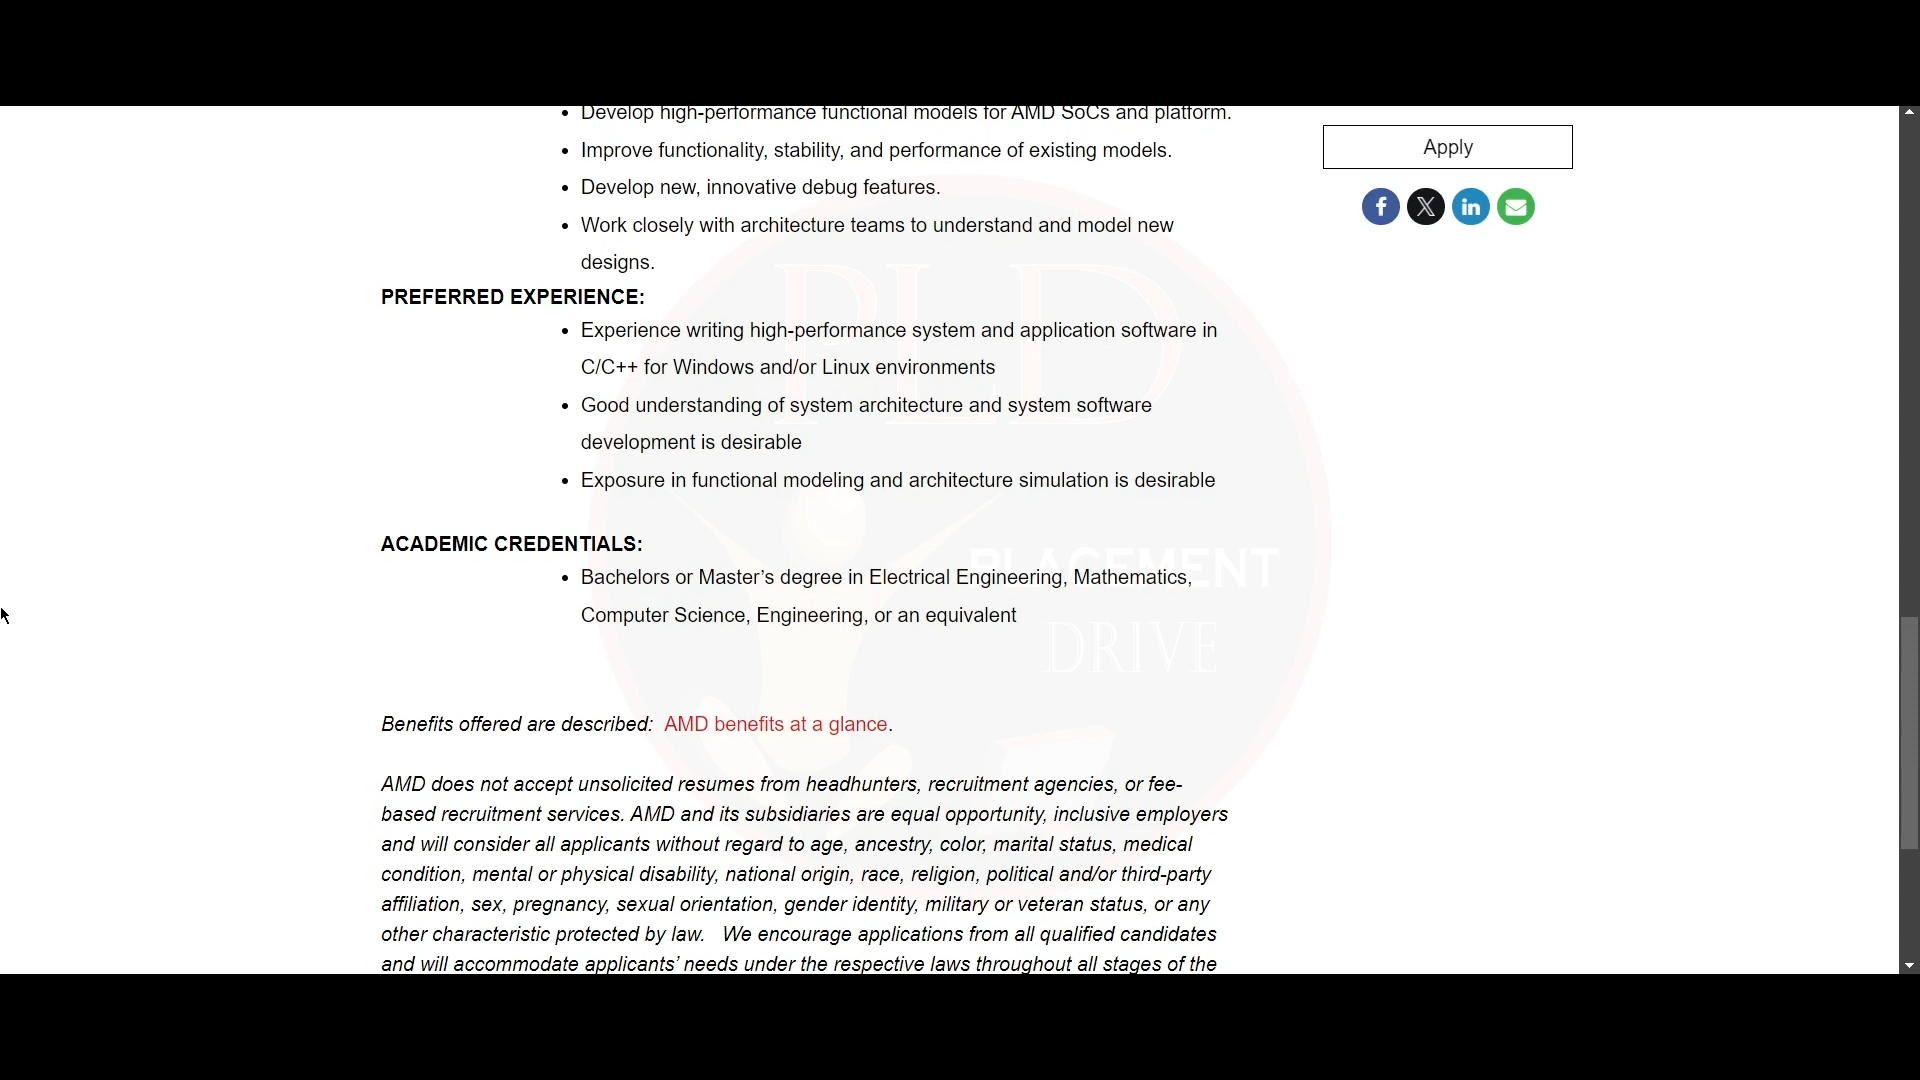 Develop high-performance functional models for AMD SoCs and platform.
Improve functionality, stability, and performance of existing models.
Develop new, innovative debug features.
Work closely with architecture teams to understand and model new
designs.
PREFERRED EXPERIENCE:
Experience writing high-performance system and application software in
C/C++ for Windows and/or Linux environments
Good understanding of system architecture and system software
development is desirable
Exposure in functional modeling and architecture simulation is desirable
ACADEMIC CREDENTIALS:
Bachelors or Master’s degree in Electrical Engineering, Mathematics,
Computer Science, Engineering, or an equivalent
Benefits offered are described: AMD benefits at a glance.
AMD does not accept unsolicited resumes from headhunters, recruitment agencies, or fee-
based recruitment services. AMD and its subsidiaries are equal opportunity, inclusive employers
and will consider all applicants without regard to age, ancestry, color, marital status, medical
condition, mental or physical disability, national origin, race, religion, political and/or third-party
affiliation, sex, pregnancy, sexual orientation, gender identity, military or veteran status, or any
other characteristic protected by law. We encourage applications from all qualified candidates
and will accommodate applicants’ needs under the respective laws throughout all stages of the
Apply
PLD
PLACEMENT
DRIVE